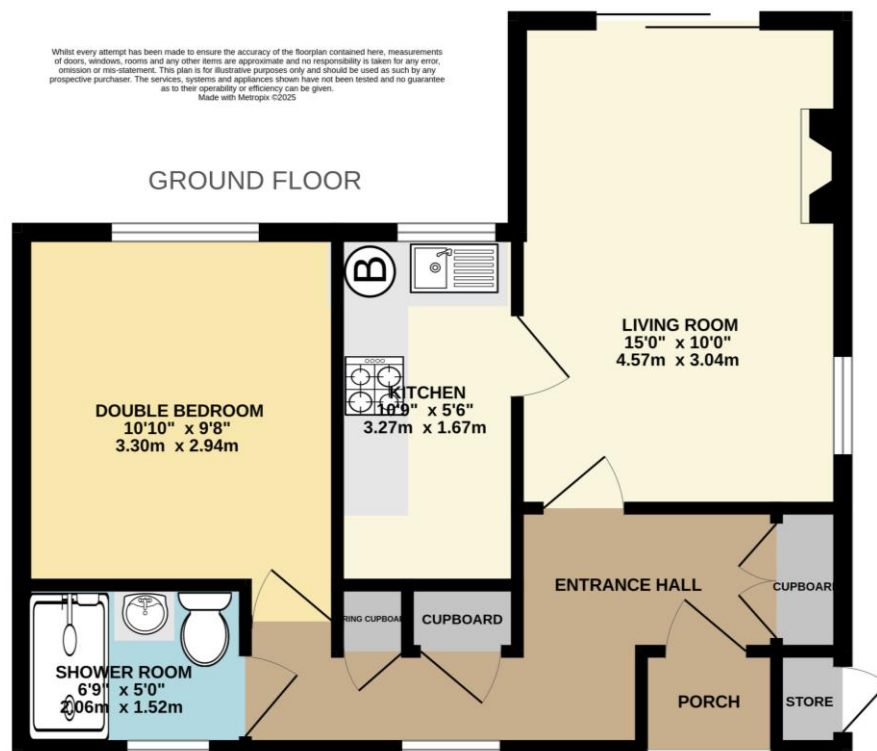 Whilst every attempt has been made to ensure the accuracy of the floorplan contained here, measurements
of doors, windows, rooms and any other items are approximate and no responsibility is taken for any error,
omission or mis-statement. This plan is for illustrative purposes only and should be used as such by any
prospective purchaser. The services, systems and appliances shown have not been tested and no guarantee
as to their operability or efficiency can be given.
Made with Metropix ©2025
GROUND FLOOR
B
LIVING ROOM
15'0" x 10'0"
4.57m x 3.04m
KITCHEN
10'9" x 5'6"
3.27m x 1.67m
DOUBLE BEDROOM
10'10" x 9'8"
3.30m x 2.94m
ENTRANCE HALL
CUPBOARD
RING CUPBOARD
CUPBOARD
SHOWER ROOM
6'9" x 5'0"
2.06m x 1.52m
PORCH
STORE